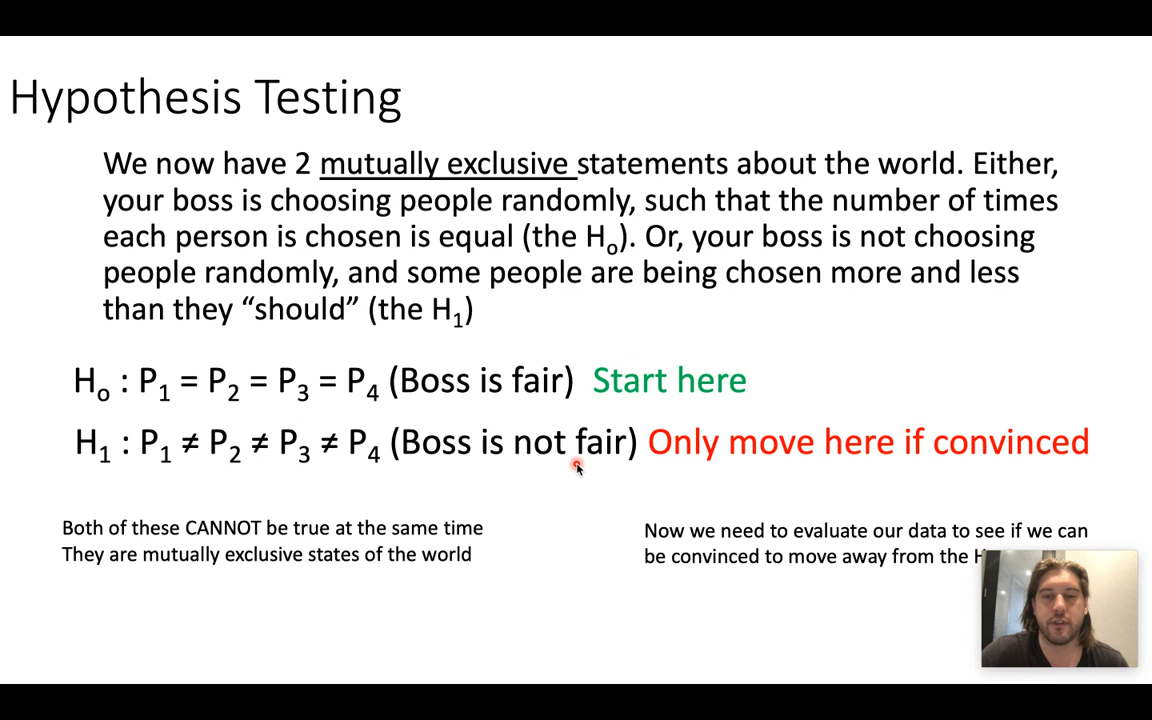 Hypothesis Testing
We now have 2 mutually exclusive statements about the world. Either,
your boss is choosing people randomly, such that the number of times
each person is chosen is equal (the Hₒ). Or, your boss is not choosing
people randomly, and some people are being chosen more and less
than they “should” (the H₁)
Hₒ : P₁ = P₂ = P₃ = P₄ (Boss is fair) Start here
H₁ : P₁ ≠ P₂ ≠ P₃ ≠ P₄ (Boss is not fair) Only move here if convinced
Both of these CANNOT be true at the same time
They are mutually exclusive states of the world
Now we need to evaluate our data to see if we can
be convinced to move away from the